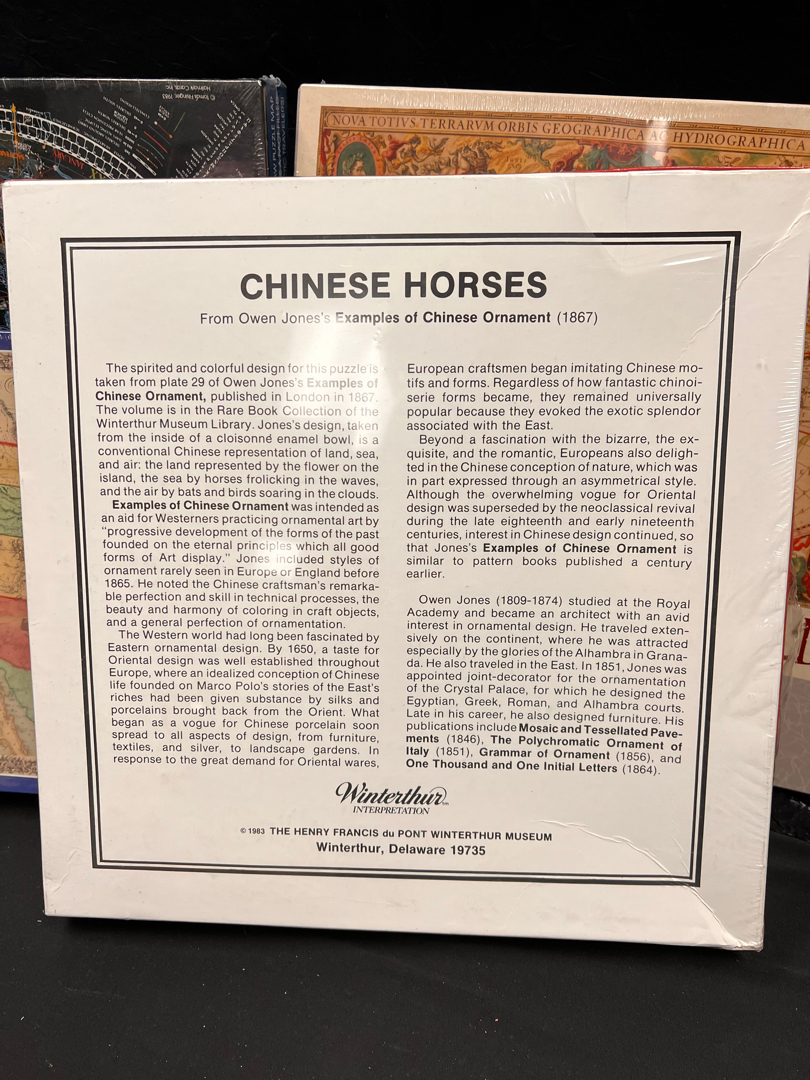 © Tomás Filsinger, 1983
Hallmark Cards, Inc.
NOVA TOTIVS TERRARVM ORBIS GEOGRAPHICA AC HYDROGRAPHICA
CHINESE HORSES
From Owen Jones's Examples of Chinese Ornament (1867)
The spirited and colorful design for this puzzle is
taken from plate 29 of Owen Jones's Examples of
Chinese Ornament, published in London in 1867.
The volume is in the Rare Book Collection of the
Winterthur Museum Library. Jones's design, taken
from the inside of a cloisonné enamel bowl, is a
conventional Chinese representation of land, sea,
and air: the land represented by the flower on the
island, the sea by horses frolicking in the waves,
and the air by bats and birds soaring in the clouds.
Examples of Chinese Ornament was intended as
an aid for Westerners practicing ornamental art by
"progressive development of the forms of the past
founded on the eternal principles which all good
forms of Art display." Jones included styles of
ornament rarely seen in Europe or England before
1865. He noted the Chinese craftsman's remarka-
ble perfection and skill in technical processes, the
beauty and harmony of coloring in craft objects,
and a general perfection of ornamentation.
The Western world had long been fascinated by
Eastern ornamental design. By 1650, a taste for
Oriental design was well established throughout
Europe, where an idealized conception of Chinese
life founded on Marco Polo's stories of the East's
riches had been given substance by silks and
porcelains brought back from the Orient. What
began as a vogue for Chinese porcelain soon
spread to all aspects of design, from furniture,
textiles, and silver, to landscape gardens. In
response to the great demand for Oriental wares,
European craftsmen began imitating Chinese mo-
tifs and forms. Regardless of how fantastic chinoi-
serie forms became, they remained universally
popular because they evoked the exotic splendor
associated with the East.
Beyond a fascination with the bizarre, the ex-
quisite, and the romantic, Europeans also deligh-
ted in the Chinese conception of nature, which was
in part expressed through an asymmetrical style.
Although the overwhelming vogue for Oriental
design was superseded by the neoclassical revival
during the late eighteenth and early nineteenth
centuries, interest in Chinese design continued, so
that Jones's Examples of Chinese Ornament is
similar to pattern books published a century
earlier.
Owen Jones (1809-1874) studied at the Royal
Academy and became an architect with an avid
interest in ornamental design. He traveled exten-
sively on the continent, where he was attracted
especially by the glories of the Alhambra in Grana-
da. He also traveled in the East. In 1851, Jones was
appointed joint-decorator for the ornamentation
of the Crystal Palace, for which he designed the
Egyptian, Greek, Roman, and Alhambra courts.
Late in his career, he also designed furniture. His
publications include Mosaic and Tessellated Pave-
ments (1846), The Polychromatic Ornament of
Italy (1851), Grammar of Ornament (1856), and
One Thousand and One Initial Letters (1864).
Winterthur
INTERPRETATION
© 1983 THE HENRY FRANCIS du PONT WINTERTHUR MUSEUM
Winterthur, Delaware 19735